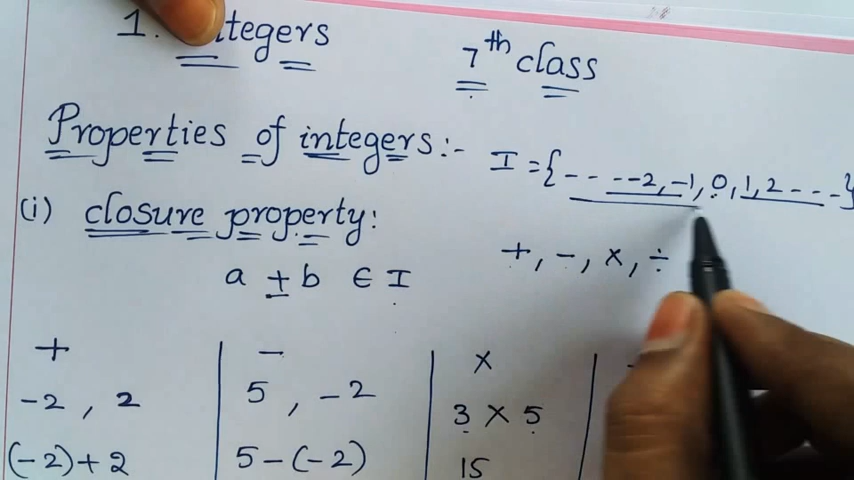 1. ntegers
7th class
Properties of integers:-
I = {- - - --2, -1, 0, 1, 2 - - - -}
(i) closure property:
+, -, x, ÷
a + b ∈ I
+ | - | x |
-2 , 2 | 5 , -2 | 3 x 5
(-2)+2 | 5-(-2) | 15